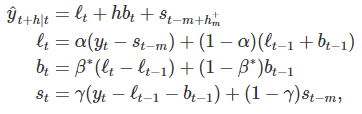 ŷ_{t+h|t} = ℓ_t + hb_t + s_{t−m+h_m^+}
ℓ_t = α(y_t − s_{t−m}) + (1 − α)(ℓ_{t−1} + b_{t−1})
b_t = β*(ℓ_t − ℓ_{t−1}) + (1 − β*)b_{t−1}
s_t = γ(y_t − ℓ_{t−1} − b_{t−1}) + (1 − γ)s_{t−m},